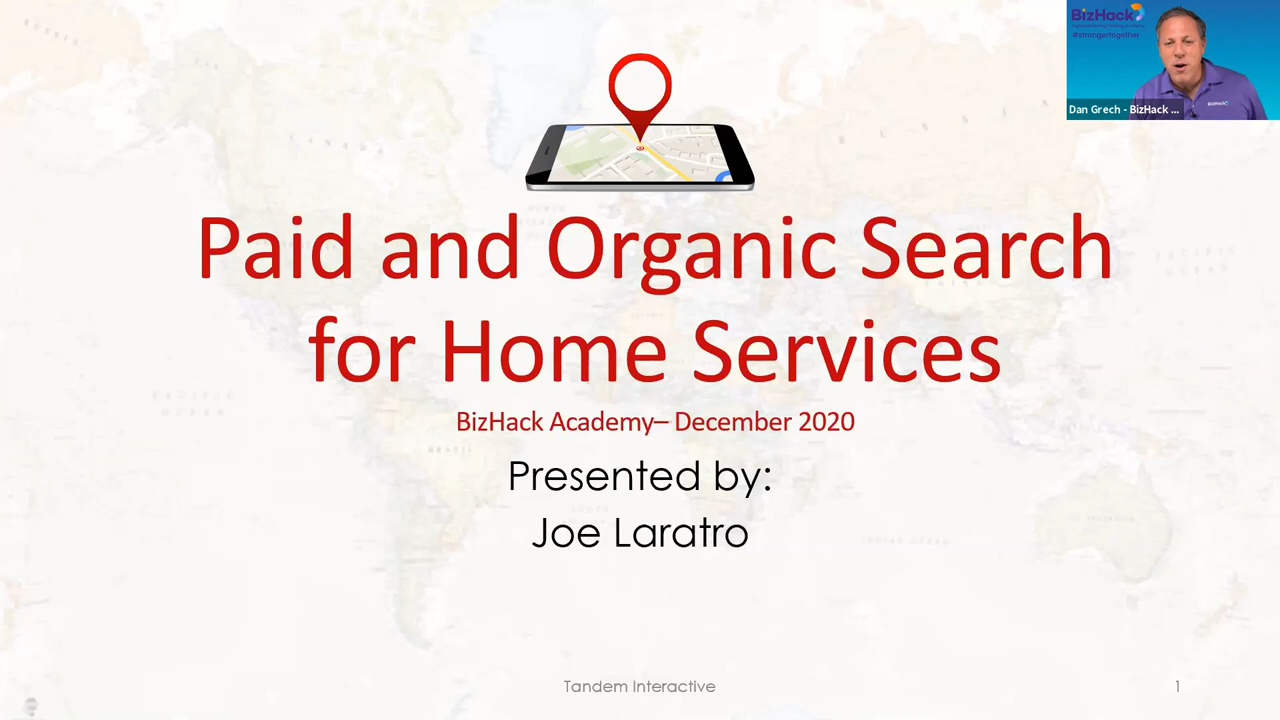 BizHack
#strongertogether
Dan Grech - BizHack ...
Paid and Organic Search
for Home Services
BizHack Academy– December 2020
Presented by:
Joe Laratro
Tandem Interactive
1